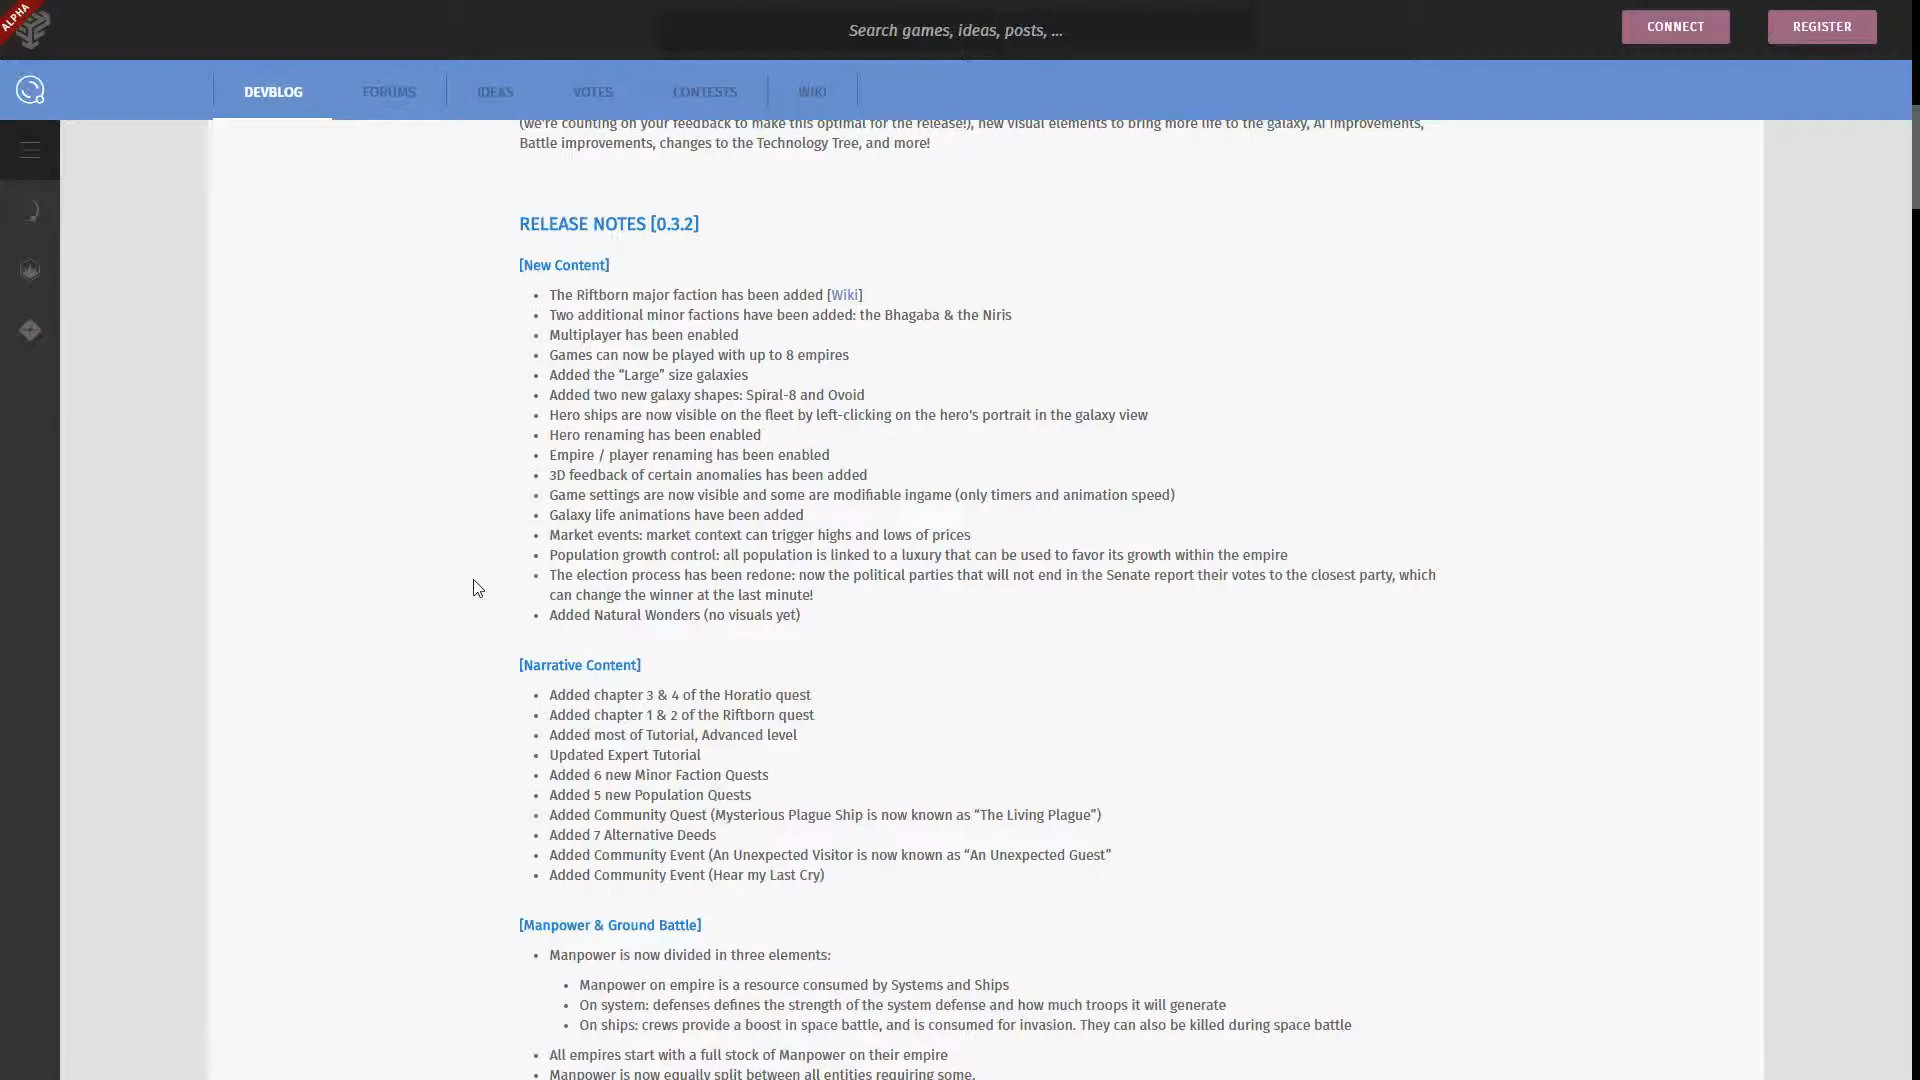 ALPHA
Search games, ideas, posts, ...
CONNECT
REGISTER
DEVBLOG
FORUMS
IDEAS
VOTES
CONTESTS
WIKI
(we're counting on your feedback to make this optimal for the release!), new visual elements to bring more life to the galaxy, AI improvements,
Battle improvements, changes to the Technology Tree, and more!
RELEASE NOTES [0.3.2]
[New Content]
• The Riftborn major faction has been added [Wiki]
• Two additional minor factions have been added: the Bhagaba & the Niris
• Multiplayer has been enabled
• Games can now be played with up to 8 empires
• Added the “Large” size galaxies
• Added two new galaxy shapes: Spiral-8 and Ovoid
• Hero ships are now visible on the fleet by left-clicking on the hero's portrait in the galaxy view
• Hero renaming has been enabled
• Empire / player renaming has been enabled
• 3D feedback of certain anomalies has been added
• Game settings are now visible and some are modifiable ingame (only timers and animation speed)
• Galaxy life animations have been added
• Market events: market context can trigger highs and lows of prices
• Population growth control: all population is linked to a luxury that can be used to favor its growth within the empire
• The election process has been redone: now the political parties that will not end in the Senate report their votes to the closest party, which
can change the winner at the last minute!
• Added Natural Wonders (no visuals yet)
[Narrative Content]
• Added chapter 3 & 4 of the Horatio quest
• Added chapter 1 & 2 of the Riftborn quest
• Added most of Tutorial, Advanced level
• Updated Expert Tutorial
• Added 6 new Minor Faction Quests
• Added 5 new Population Quests
• Added Community Quest (Mysterious Plague Ship is now known as “The Living Plague”)
• Added 7 Alternative Deeds
• Added Community Event (An Unexpected Visitor is now known as “An Unexpected Guest”
• Added Community Event (Hear my Last Cry)
[Manpower & Ground Battle]
• Manpower is now divided in three elements:
• Manpower on empire is a resource consumed by Systems and Ships
• On system: defenses defines the strength of the system defense and how much troops it will generate
• On ships: crews provide a boost in space battle, and is consumed for invasion. They can also be killed during space battle
• All empires start with a full stock of Manpower on their empire
• Manpower is now equally split between all entities requiring some.